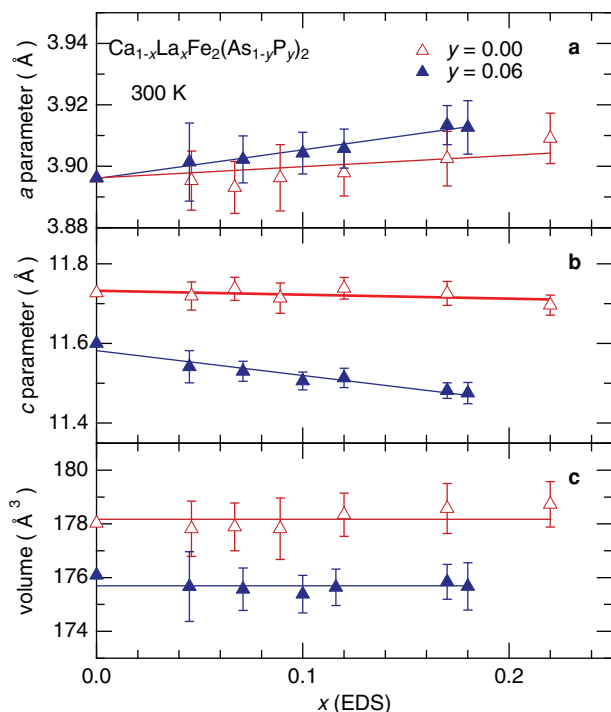 Ca1-xLaxFe2(As1-yPy)2
300 K
y = 0.00
y = 0.06
a
a parameter ( Å )
3.94
3.92
3.90
3.88
b
c parameter ( Å )
11.8
11.6
11.4
c
volume ( Å 3 )
180
178
176
174
0.0
0.1
0.2
x (EDS)